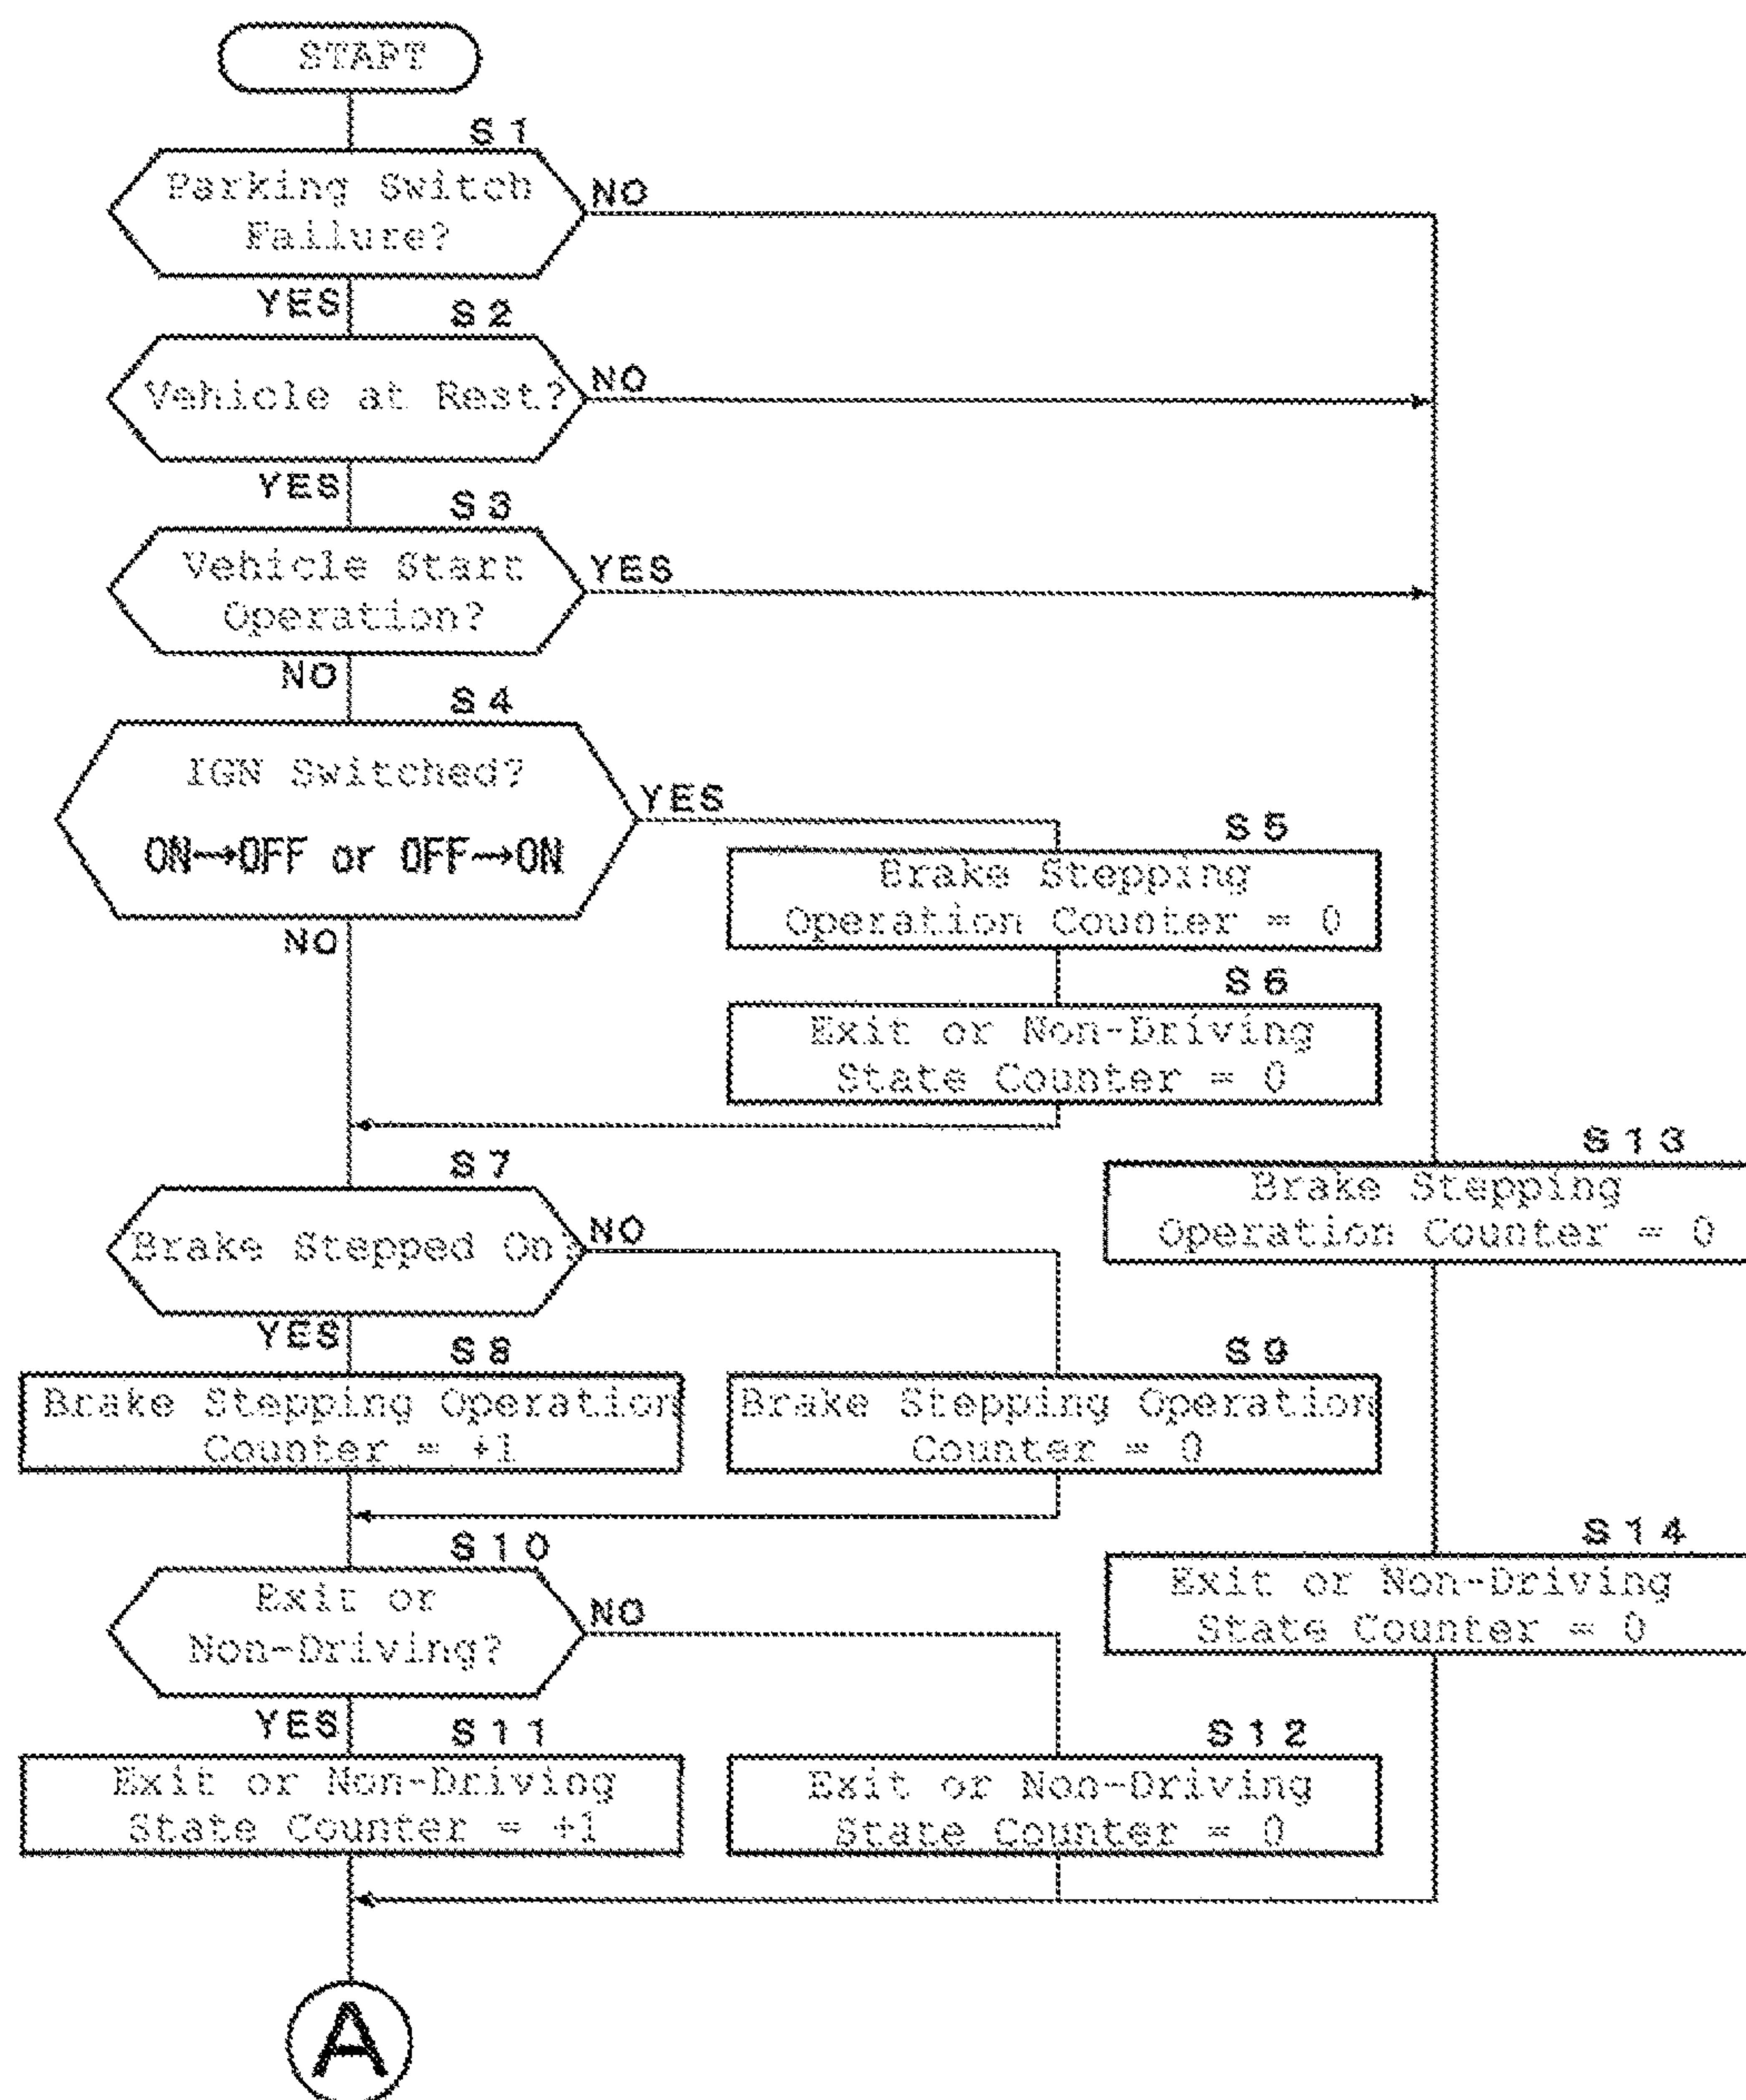 START
S1
Parking Switch
Failure?
NO
YES
S2
Vehicle at Rest?
NO
YES
S3
Vehicle Start
Operation?
YES
NO
S4
IGN Switched?
ON→OFF or OFF→ON
YES
NO
S5
Brake Stepping
Operation Counter = 0
S6
Exit or Non-Driving
State Counter = 0
S7
Brake Stepped On?
NO
YES
S13
Brake Stepping
Operation Counter = 0
S8
Brake Stepping Operation
Counter = +1
S9
Brake Stepping Operation
Counter = 0
S10
Exit or
Non-Driving?
NO
YES
S14
Exit or Non-Driving
State Counter = 0
S11
Exit or Non-Driving
State Counter = +1
S12
Exit or Non-Driving
State Counter = 0
A